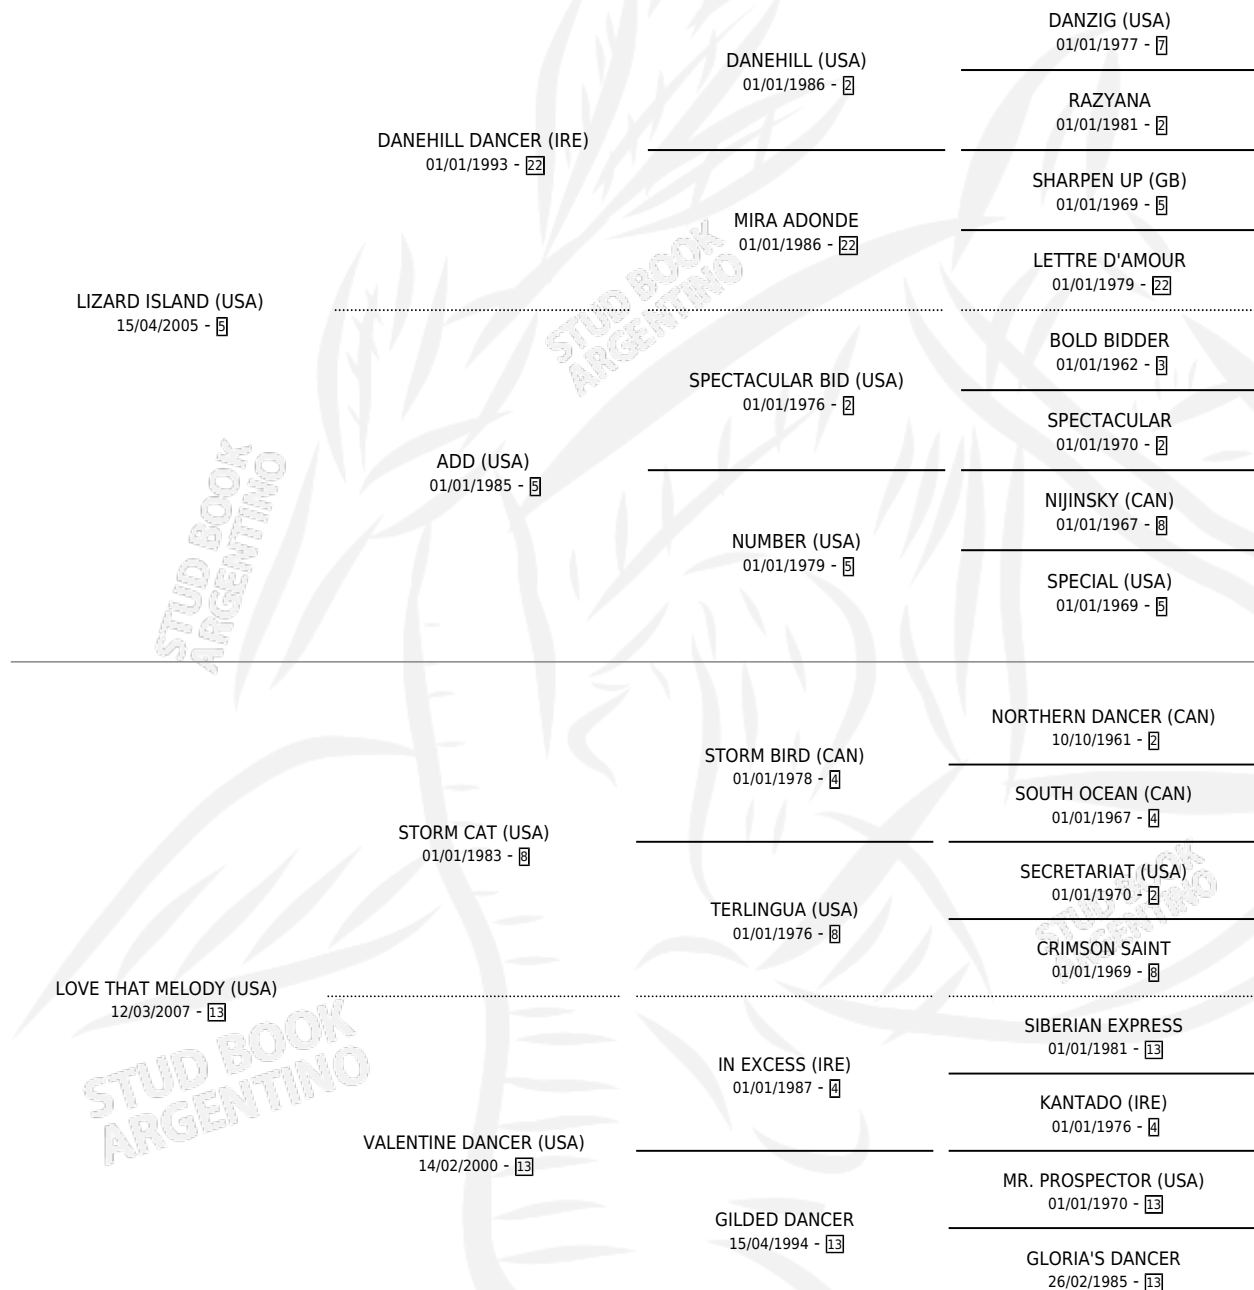 DANZIG (USA)
01/01/1977 - 7
DANEHILL (USA)
01/01/1986 - 2
RAZYANA
01/01/1981 - 2
DANEHILL DANCER (IRE)
01/01/1993 - 22
SHARPEN UP (GB)
01/01/1969 - 5
MIRA ADONDE
01/01/1986 - 22
LETTRE D'AMOUR
01/01/1979 - 22
LIZARD ISLAND (USA)
15/04/2005 - 5
STUD BOOK
ARGENTINO
BOLD BIDDER
01/01/1962 - 3
SPECTACULAR BID (USA)
01/01/1976 - 2
SPECTACULAR
01/01/1970 - 2
ADD (USA)
01/01/1985 - 5
NIJINSKY (CAN)
01/01/1967 - 8
NUMBER (USA)
01/01/1979 - 5
SPECIAL (USA)
01/01/1969 - 5
STUD BOOK
ARGENTINO
NORTHERN DANCER (CAN)
10/10/1961 - 2
STORM BIRD (CAN)
01/01/1978 - 4
SOUTH OCEAN (CAN)
01/01/1967 - 4
STORM CAT (USA)
01/01/1983 - 8
SECRETARIAT (USA)
01/01/1970 - 2
TERLINGUA (USA)
01/01/1976 - 8
STUD BOOK
ARGENTINO
CRIMSON SAINT
01/01/1969 - 8
LOVE THAT MELODY (USA)
12/03/2007 - 13
SIBERIAN EXPRESS
01/01/1981 - 13
IN EXCESS (IRE)
01/01/1987 - 4
KANTADO (IRE)
01/01/1976 - 4
STUD BOOK
ARGENTINO
VALENTINE DANCER (USA)
14/02/2000 - 13
MR. PROSPECTOR (USA)
01/01/1970 - 13
GILDED DANCER
15/04/1994 - 13
GLORIA'S DANCER
26/02/1985 - 13